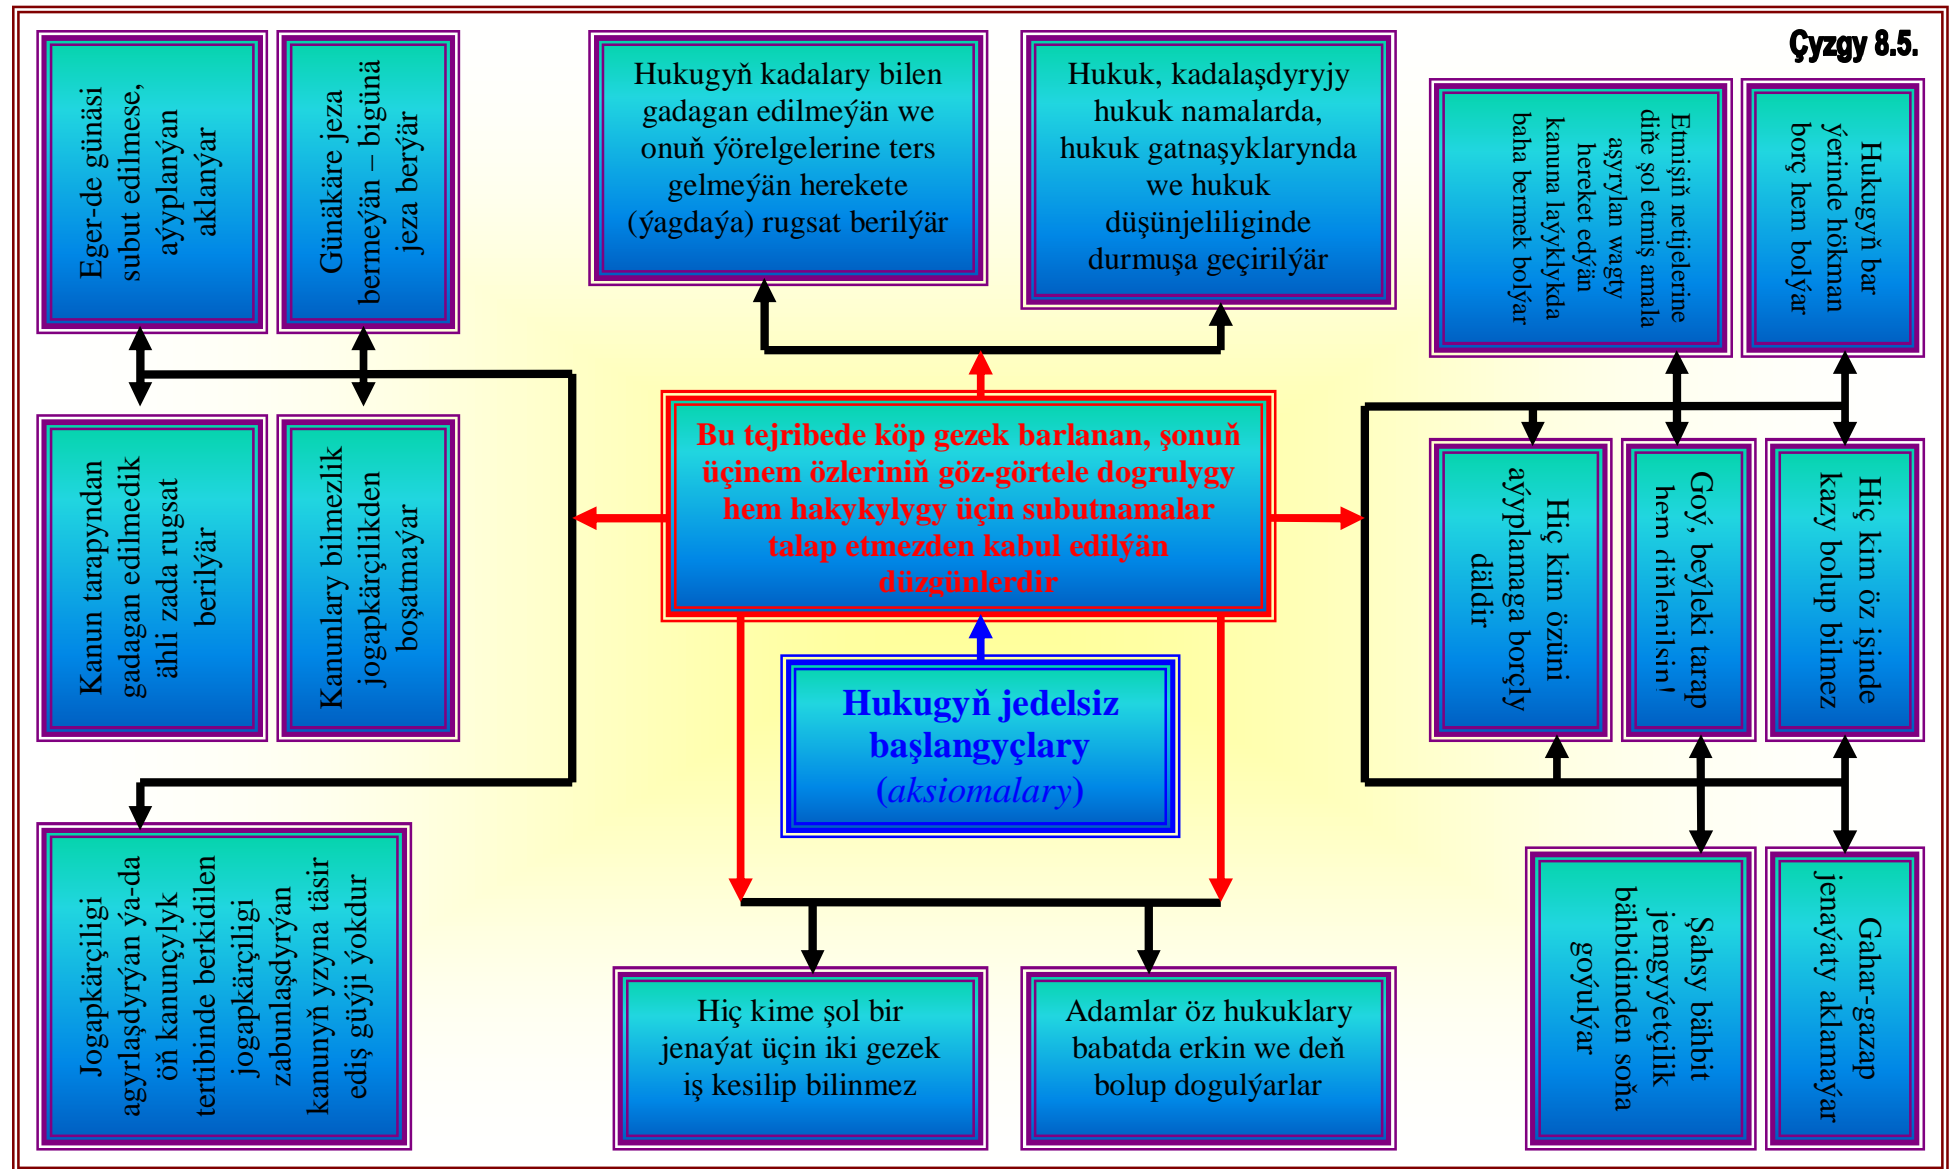 Çyzgy 8.5.
Eger-de günäsi
subut edilmese,
aýyplanýan
aklanýar
Günäkäre jeza
bermeýän – bigünä
jeza berýär
Hukugyň kadalary bilen
gadagan edilmeýän we
onuň ýörelgelerine ters
gelmeýän herekete
(ýagdaýa) rugsat berilýär
Hukuk, kadalaşdyryjy
hukuk namalarda,
hukuk gatnaşyklarynda
we hukuk
düşünjeliliginde
durmuşa geçirilýär
Etmişiň netijelerine
diňe şol etmiş amala
aşyrylan wagty
hereket edýän
kanuna laýyklykda
baha bermek bolýar
Hukugyň bar
ýerinde hökman
borç hem bolýar
Kanun tarapyndan
gadagan edilmedik
ähli zada rugsat
berilýär
Kanunlary bilmezlik
jogapkärçilikden
boşatmaýar
Bu tejribede köp gezek barlanan, şonuň
üçinem özleriniň göz-görtele dogrulygy
hem hakykylygy üçin subutnamalar
talap etmezden kabul edilýän
düzgünlerdir
Hiç kim özüni
aýyplamaga borçly
däldir
Goý, beýleki tarap
hem diňlenilsin!
Hiç kim öz işinde
kazy bolup bilmez
Hukugyň jedelsiz
başlangyçlary
(aksiomalary)
Jogapkärçiligi
agyrlaşdyrýan ýa-da
öň kanunçylyk
tertibinde berkidilen
jogapkärçiligi
zabunlaşdyrýan
kanunyň yzyna täsir
ediş güýji ýokdur
Hiç kime şol bir
jenaýat üçin iki gezek
iş kesilip bilinmez
Adamlar öz hukuklary
babatda erkin we deň
bolup dogulýarlar
Şahsy bähbit
jemgyýetçilik
bähbidinden soňa
goýulýar
Gahar-gazap
jenaýaty aklamaýar